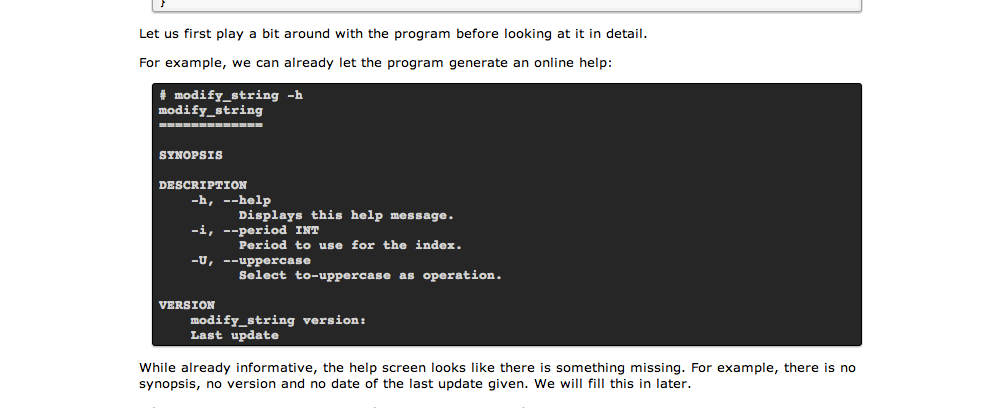 }
Let us first play a bit around with the program before looking at it in detail.
For example, we can already let the program generate an online help:
# modify_string -h
modify_string
=============
SYNOPSIS
DESCRIPTION
-h, --help
Displays this help message.
-i, --period INT
Period to use for the index.
-U, --uppercase
Select to-uppercase as operation.
VERSION
modify_string version:
Last update
While already informative, the help screen looks like there is something missing. For example, there is no
synopsis, no version and no date of the last update given. We will fill this in later.